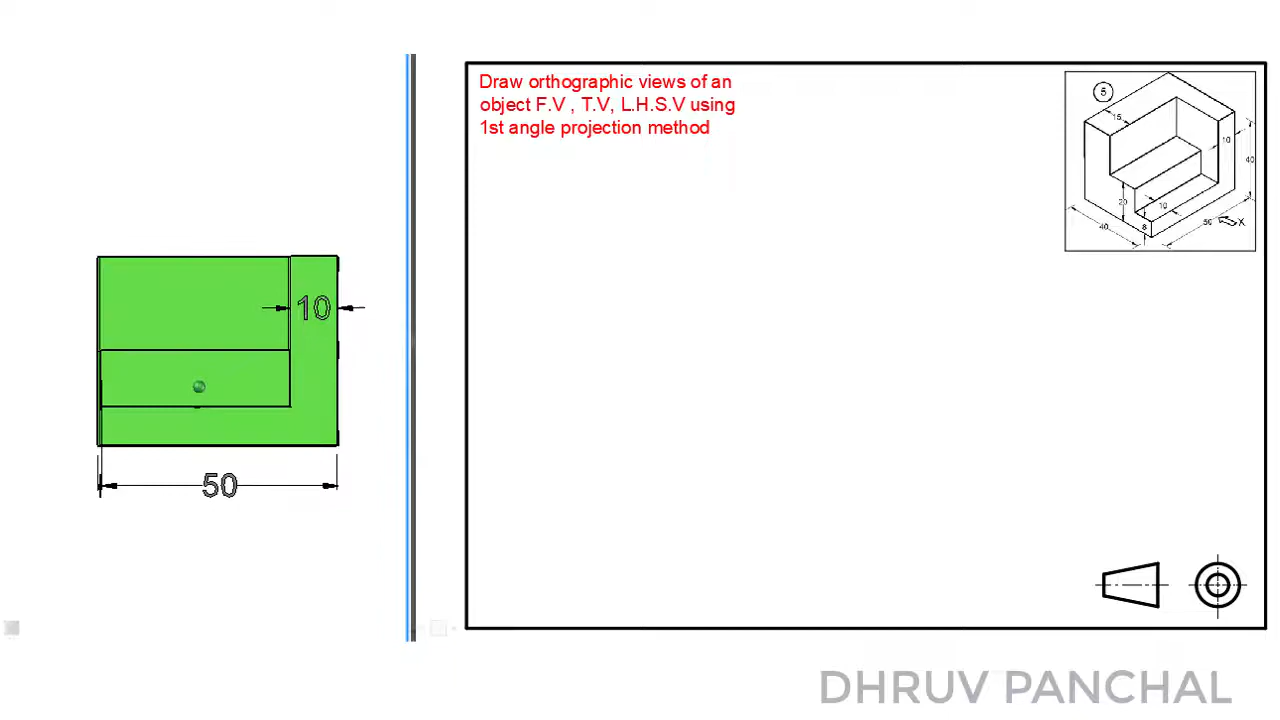 Draw orthographic views of an
object F.V , T.V, L.H.S.V using
1st angle projection method
5
15
10
40
20
10
8
40
50
X
10
50
DHRUV PANCHAL